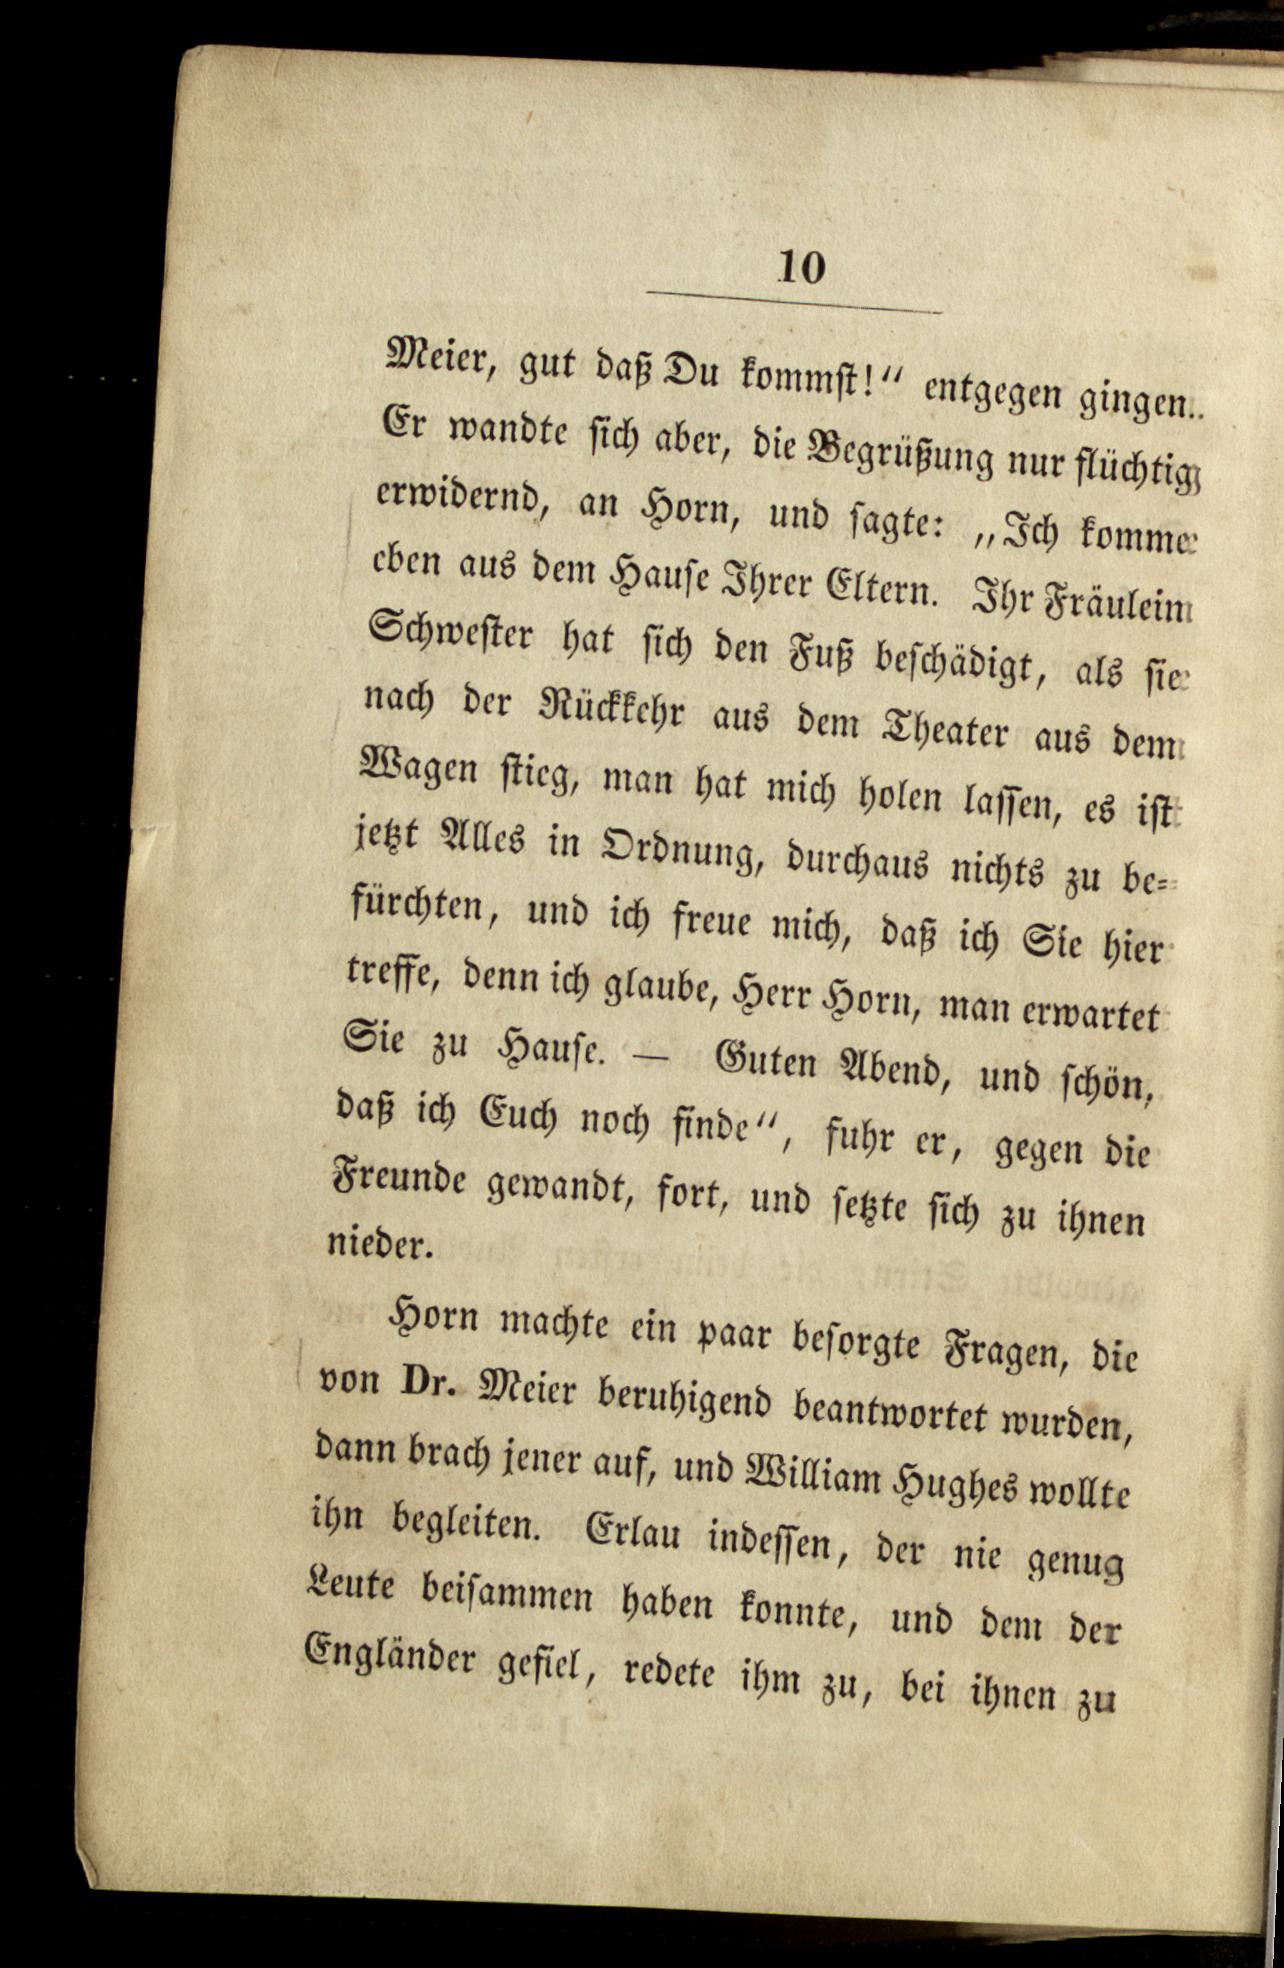 10
Meier, gut daß Du kommst!“ entgegen gingen.
Er wandte sich aber, die Begrüßung nur flüchtig
erwidernd, an Horn, und sagte: „Ich komme
eben aus dem Hause Ihrer Eltern. Ihr Fräulein
Schwester hat sich den Fuß beschädigt, als sie
nach der Rückkehr aus dem Theater aus dem
Wagen stieg, man hat mich holen lassen, es ist
jetzt Alles in Ordnung, durchaus nichts zu be-
fürchten, und ich freue mich, daß ich Sie hier
treffe, denn ich glaube, Herr Horn, man erwartet
Sie zu Hause. — Guten Abend, und schön,
daß ich Euch noch finde“, fuhr er, gegen die
Freunde gewandt, fort, und setzte sich zu ihnen
nieder.
Horn machte ein paar besorgte Fragen, die
von Dr. Meier beruhigend beantwortet wurden,
dann brach jener auf, und William Hughes wollte
ihn begleiten. Erlau indessen, der nie genug
Leute beisammen haben konnte, und dem der
Engländer gefiel, redete ihm zu, bei ihnen zu